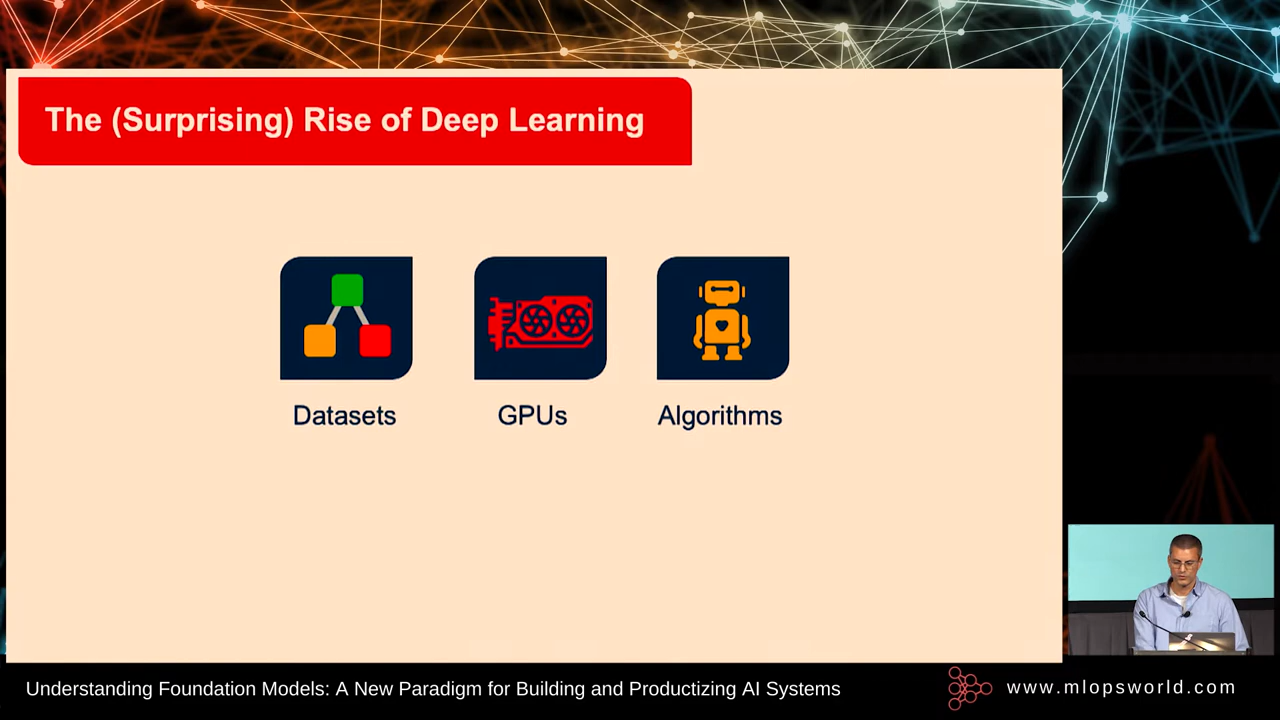 The (Surprising) Rise of Deep Learning
Datasets
GPUs
Algorithms
Understanding Foundation Models: A New Paradigm for Building and Productizing AI Systems
www.mlopsworld.com